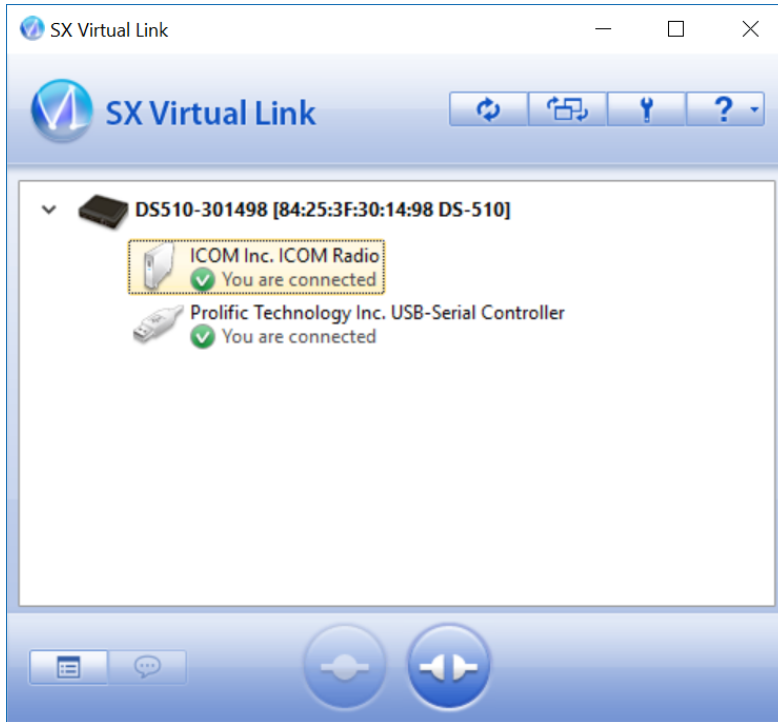 SX Virtual Link
SX Virtual Link
?
DS510-301498 [84:25:3F:30:14:98 DS-510]
ICOM Inc. ICOM Radio
You are connected
Prolific Technology Inc. USB-Serial Controller
You are connected